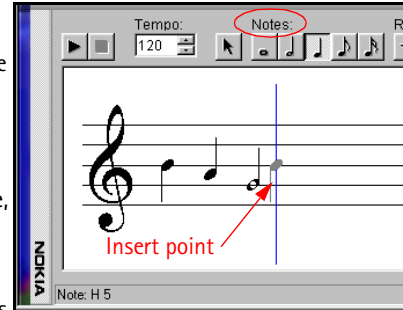 Tempo:
Notes:
R
120
e
e,
Insert point
NOKIA
Note: H 5
s